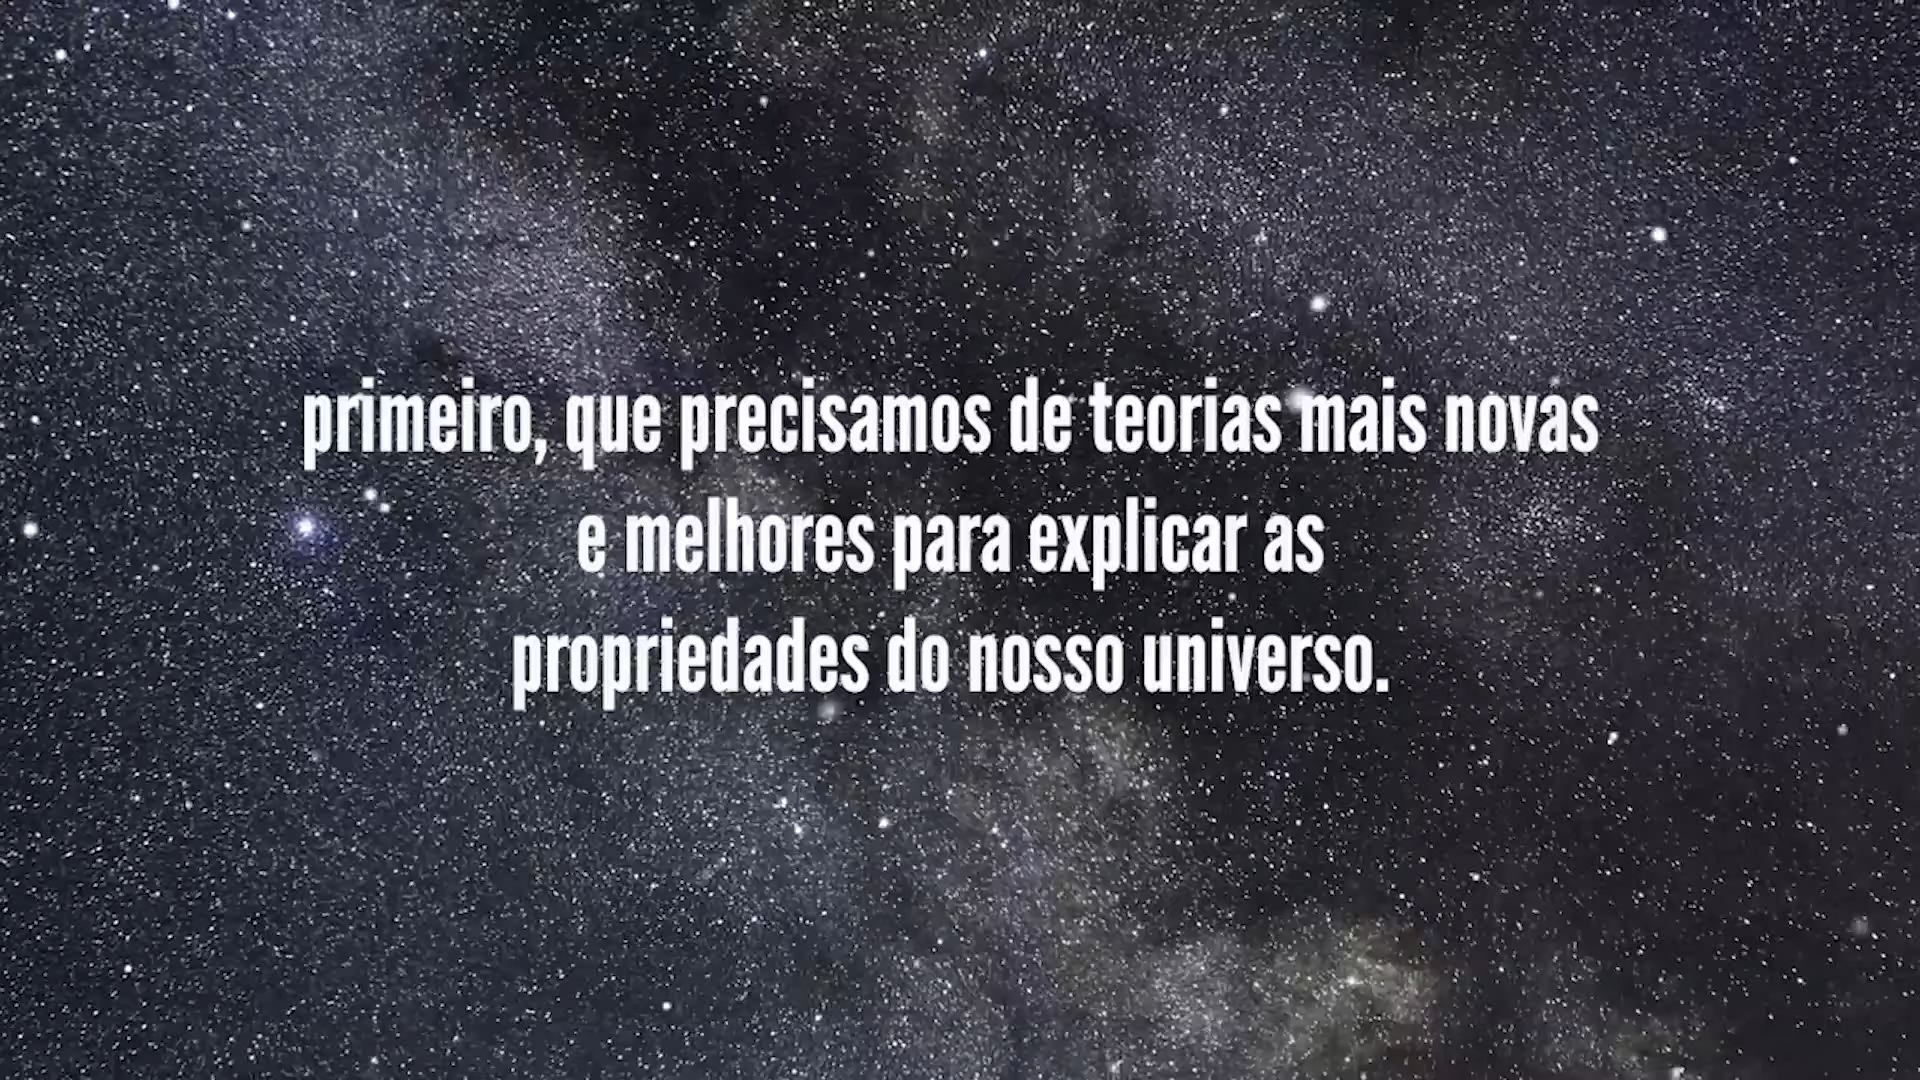 primeiro, que precisamos de teorias mais novas
e melhores para explicar as
propriedades do nosso universo.